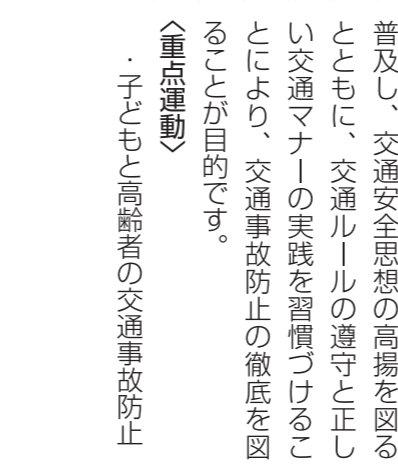 普及し、交通安全思想の高揚を図る
とともに、交通ルールの遵守と正し
い交通マナーの実践を習慣づけるこ
とにより、交通事故防止の徹底を図
ることが目的です。
〈重点運動〉
・子どもと高齢者の交通事故防止